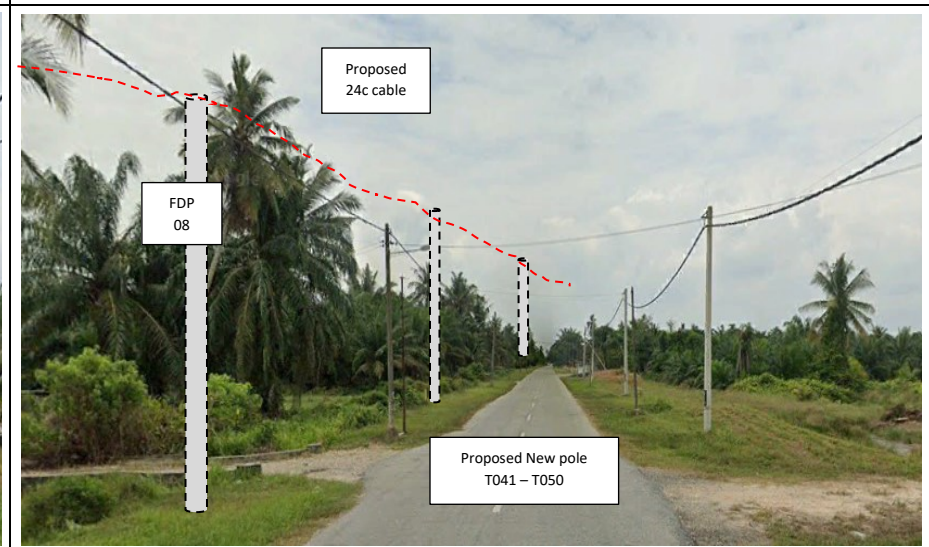 Proposed
24c cable
FDP
08
Proposed New pole
T041 – T050